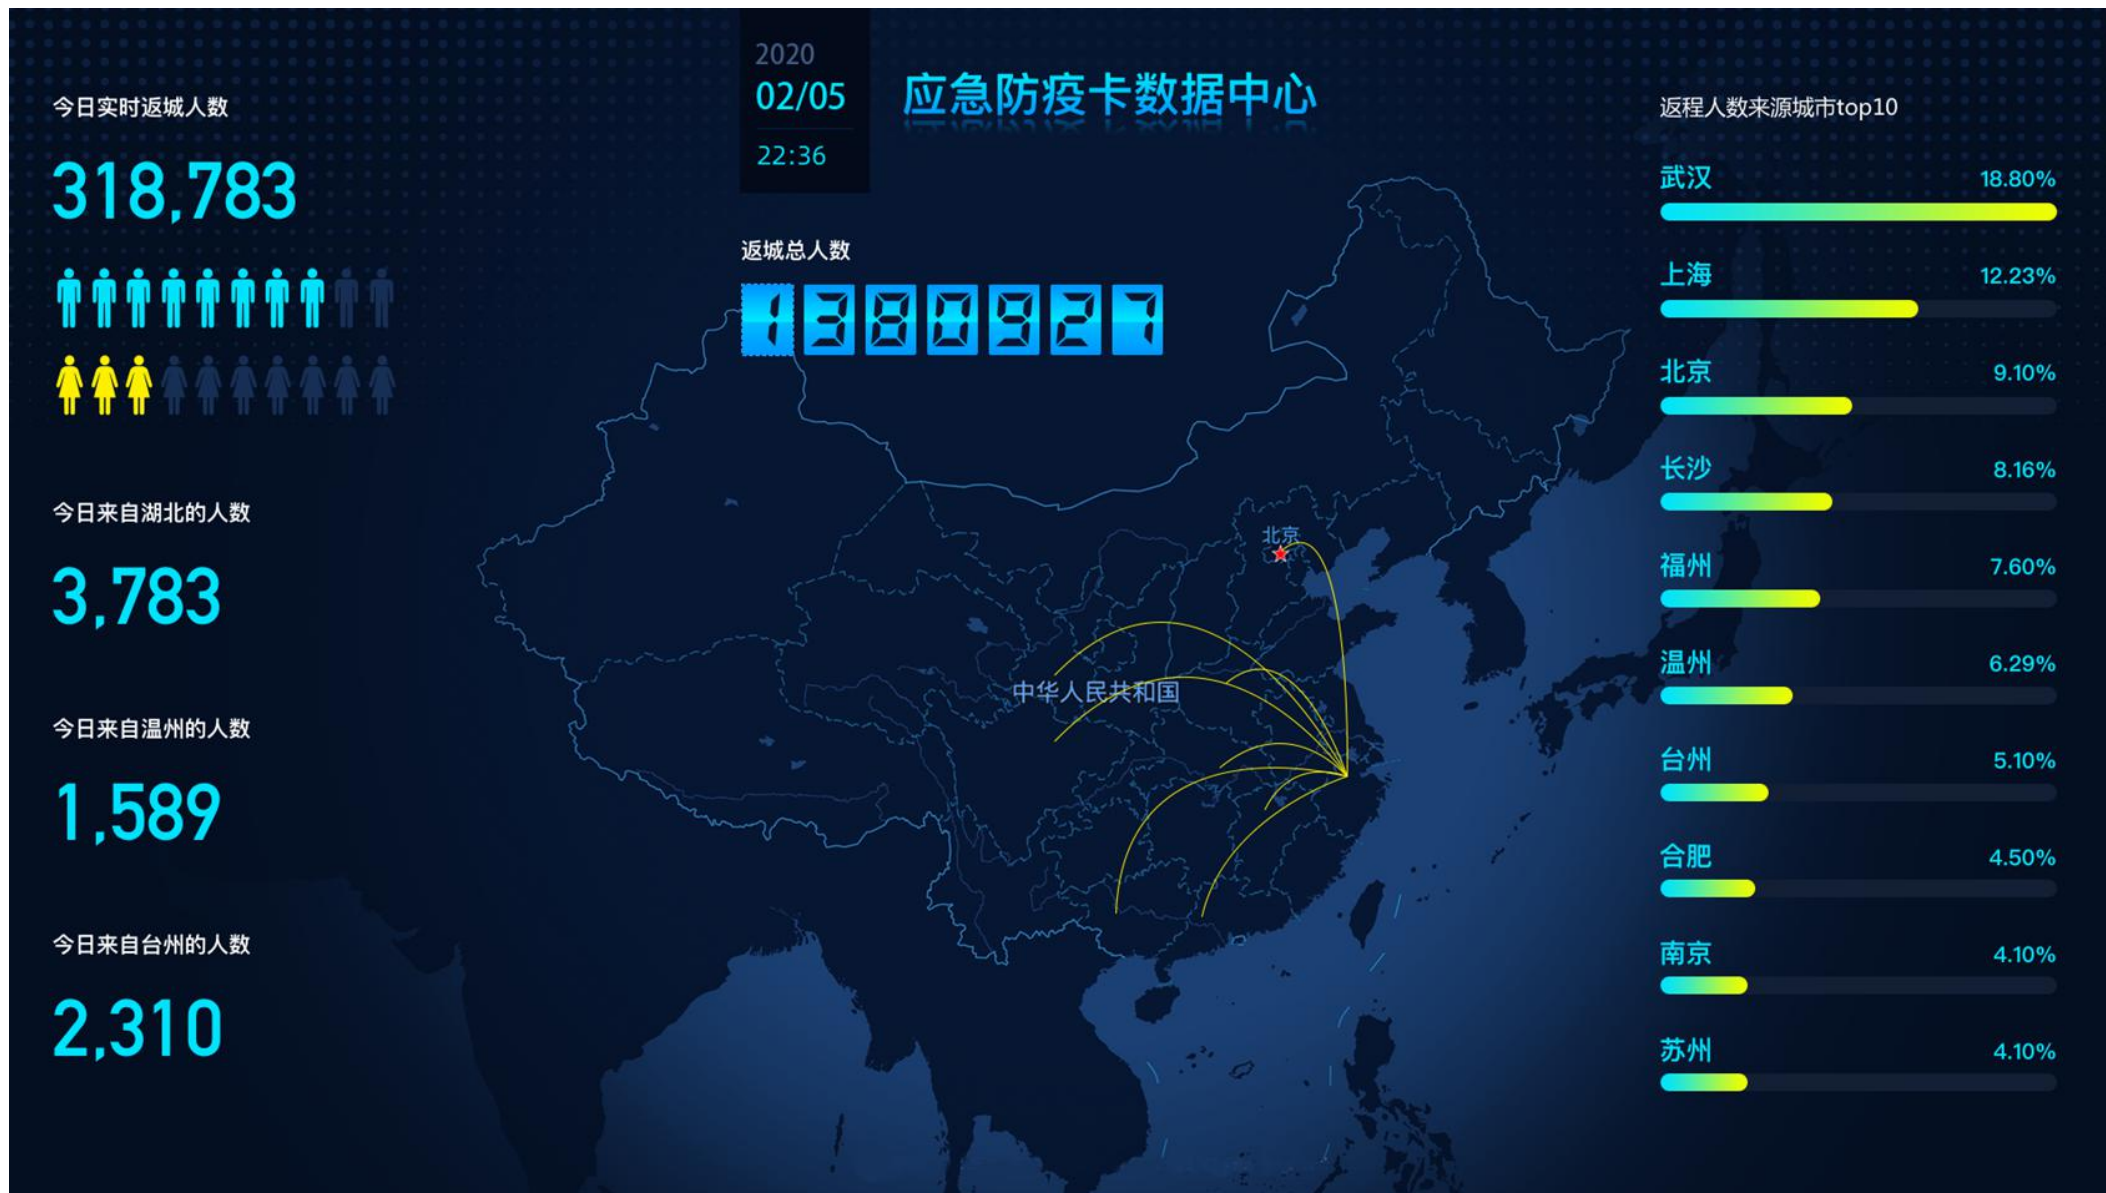 2020
02/05
22:36
应急防疫卡数据中心
今日实时返城人数
318,783
今日来自湖北的人数
3,783
今日来自温州的人数
1,589
今日来自台州的人数
2,310
返城总人数
1380927
北京
中华人民共和国
返程人数来源城市top10
武汉 18.80%
上海 12.23%
北京 9.10%
长沙 8.16%
福州 7.60%
温州 6.29%
台州 5.10%
合肥 4.50%
南京 4.10%
苏州 4.10%